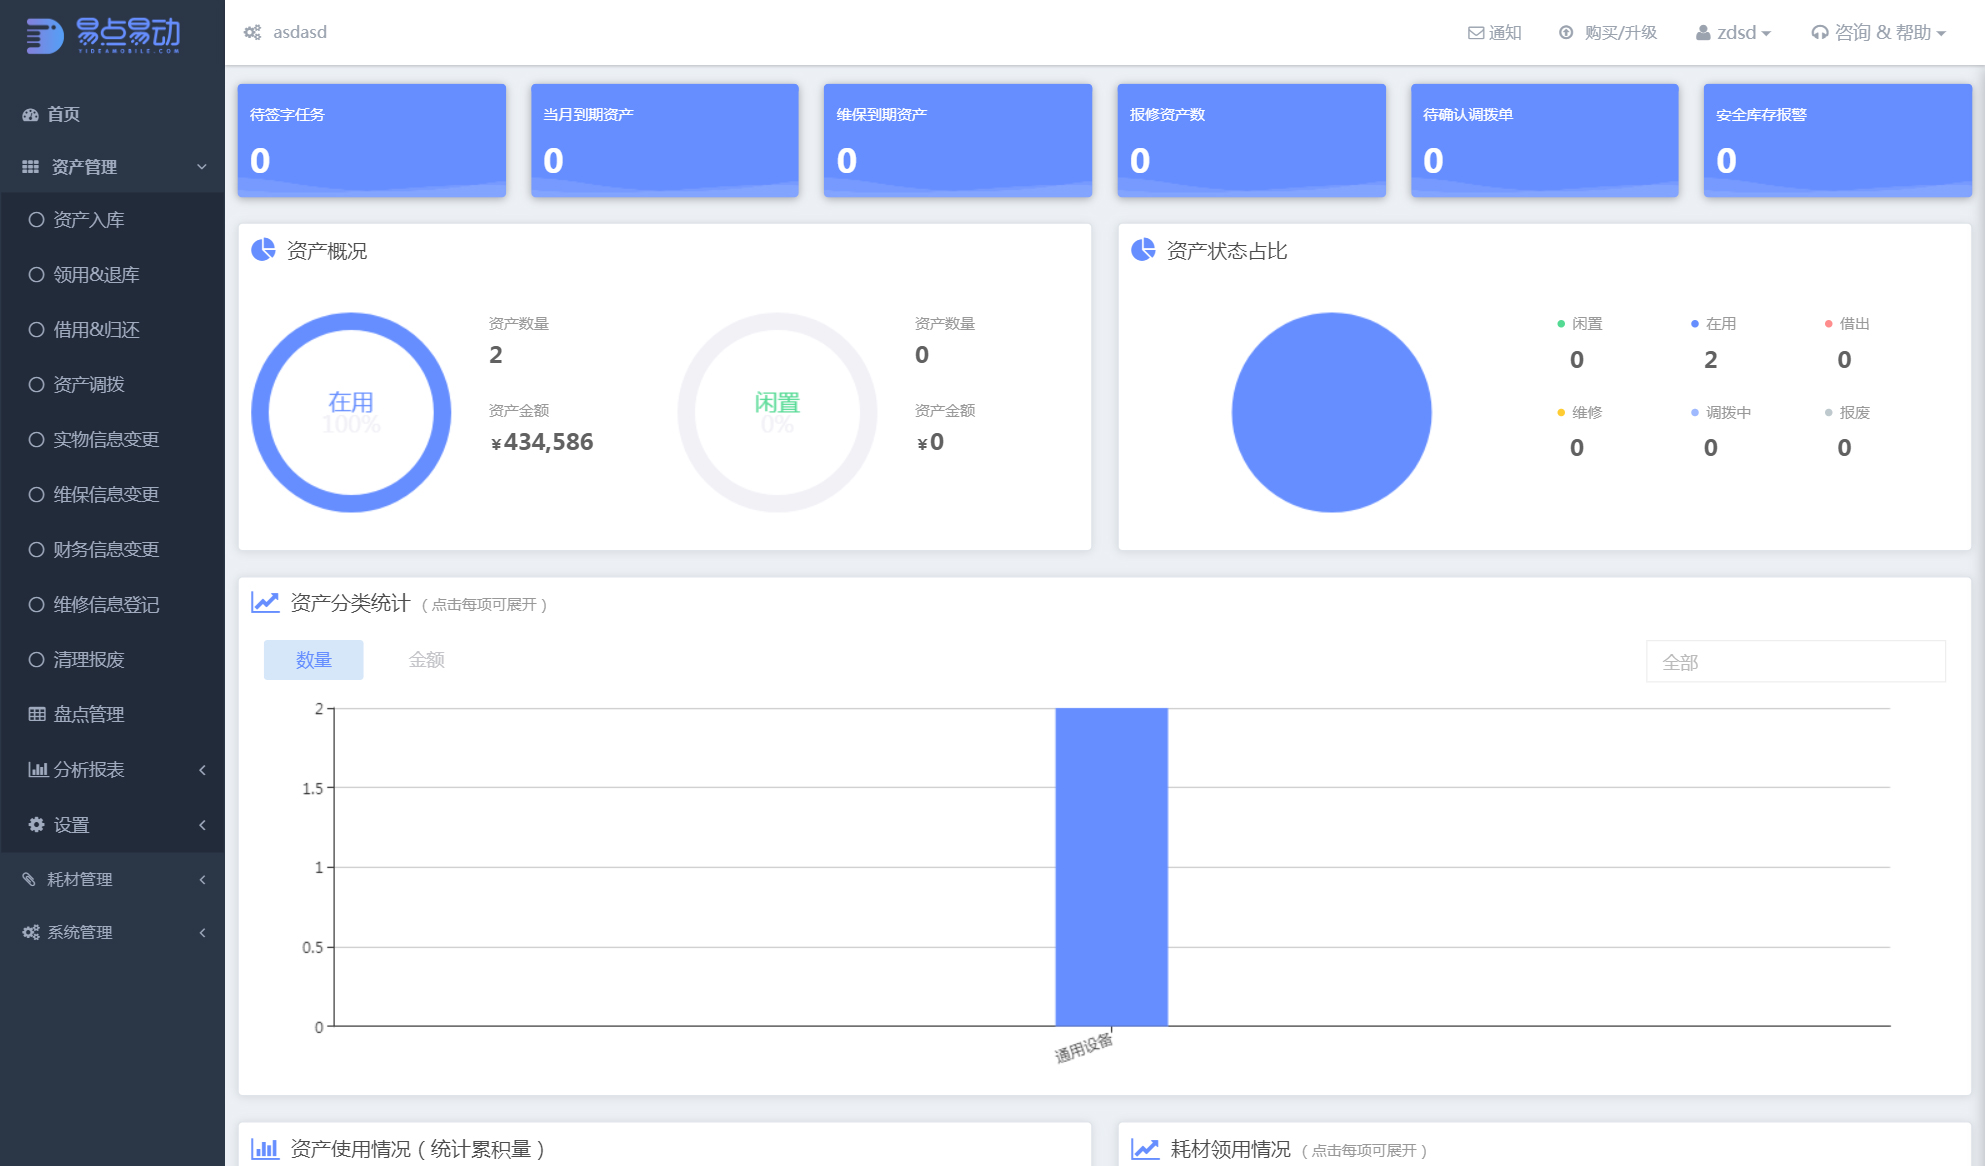 易点易动
YIDEAMOBILE.COM
asdasd
通知
购买/升级
zdsd
咨询 & 帮助
首页
资产管理
资产入库
领用&退库
借用&归还
资产调拨
实物信息变更
维保信息变更
财务信息变更
维修信息登记
清理报废
盘点管理
分析报表
设置
耗材管理
系统管理
待签字任务
0
当月到期资产
0
维保到期资产
0
报修资产数
0
待确认调拨单
0
安全库存报警
0
资产概况
在用
100%
资产数量
2
资产金额
¥434,586
闲置
0%
资产数量
0
资产金额
¥0
资产状态占比
闲置
0
在用
2
借出
0
维修
0
调拨中
0
报废
0
资产分类统计 ( 点击每项可展开 )
数量
金额
全部
2
1.5
1
0.5
0
通用设备
资产使用情况 ( 统计累积量 )
耗材领用情况 ( 点击每项可展开 )